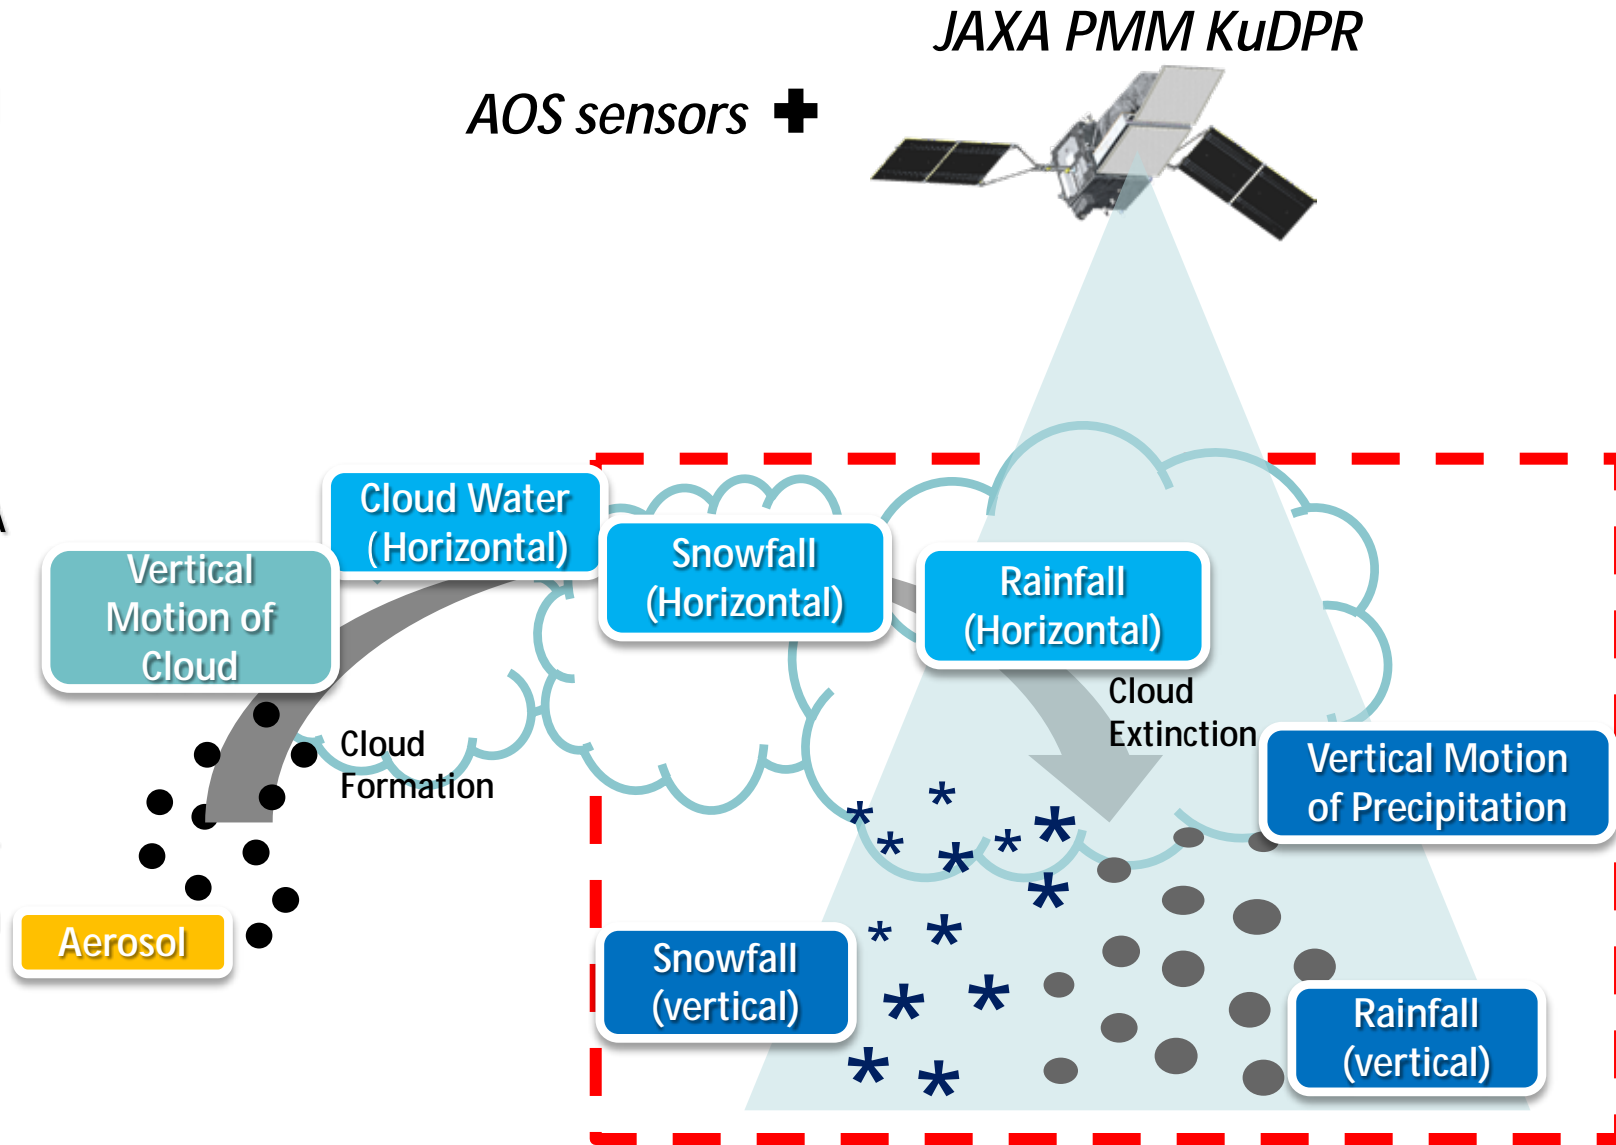 JAXA PMM KuDPR
AOS sensors +
Cloud Water
(Horizontal)
Snowfall
(Horizontal)
Rainfall
(Horizontal)
Vertical
Motion of
Cloud
Cloud
Extinction
Cloud
Formation
Vertical Motion
of Precipitation
Aerosol
Snowfall
(vertical)
Rainfall
(vertical)